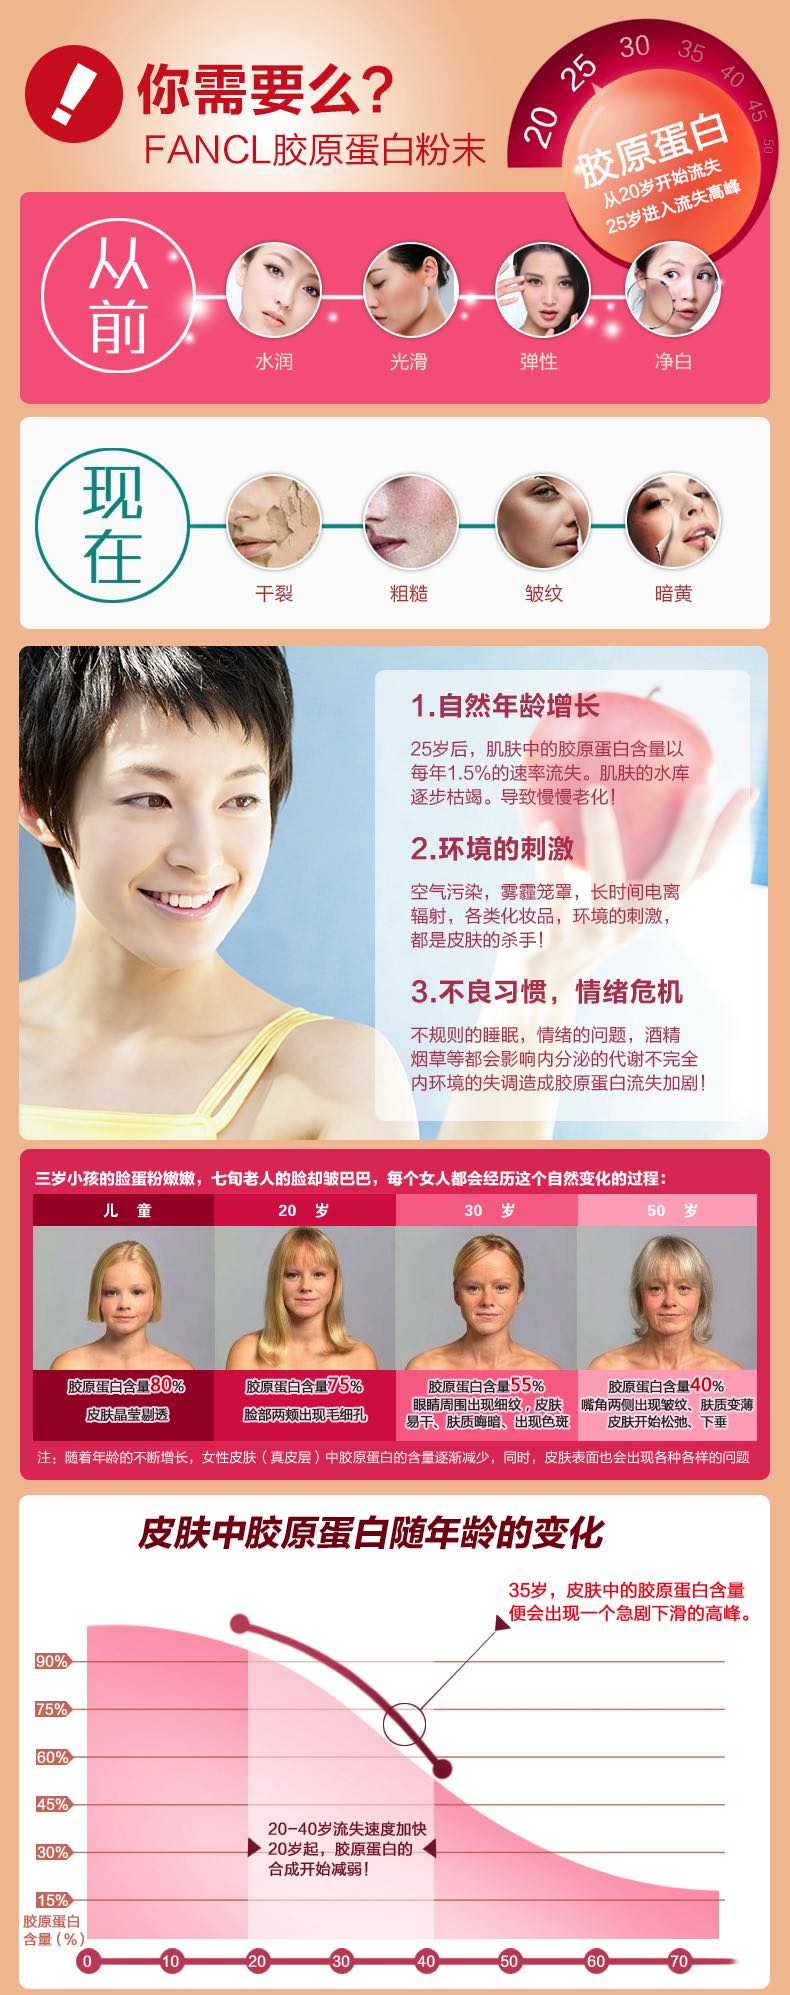 你需要么?
FANCL胶原蛋白粉末
20 25 30 35 40 45 50
胶原蛋白
从20岁开始流失
25岁进入流失高峰
从前
水润 光滑 弹性 净白
现在
干裂 粗糙 皱纹 暗黄
1.自然年龄增长
25岁后，肌肤中的胶原蛋白含量以
每年1.5%的速率流失。肌肤的水库
逐步枯竭。导致慢慢老化！
2.环境的刺激
空气污染，雾霾笼罩，长时间电离
辐射，各类化妆品，环境的刺激，
都是皮肤的杀手！
3.不良习惯，情绪危机
不规则的睡眠，情绪的问题，酒精
烟草等都会影响内分泌的代谢不完全
内环境的失调造成胶原蛋白流失加剧！
三岁小孩的脸蛋粉嫩嫩，七旬老人的脸却皱巴巴，每个女人都会经历这个自然变化的过程：
儿 童 20 岁 30 岁 50 岁
胶原蛋白含量80%
皮肤晶莹剔透
胶原蛋白含量75%
脸部两颊出现毛细孔
胶原蛋白含量55%
眼睛周围出现细纹，皮肤
易干、肤质晦暗、出现色斑
胶原蛋白含量40%
嘴角两侧出现皱纹、肤质变薄
皮肤开始松弛、下垂
注：随着年龄的不断增长，女性皮肤（真皮层）中胶原蛋白的含量逐渐减少，同时，皮肤表面也会出现各种各样的问题
皮肤中胶原蛋白随年龄的变化
35岁，皮肤中的胶原蛋白含量
便会出现一个急剧下滑的高峰。
90%
75%
60%
45%
30%
15%
20-40岁流失速度加快
20岁起，胶原蛋白的
合成开始减弱！
胶原蛋白
含量（%）
0 10 20 30 40 50 60 70